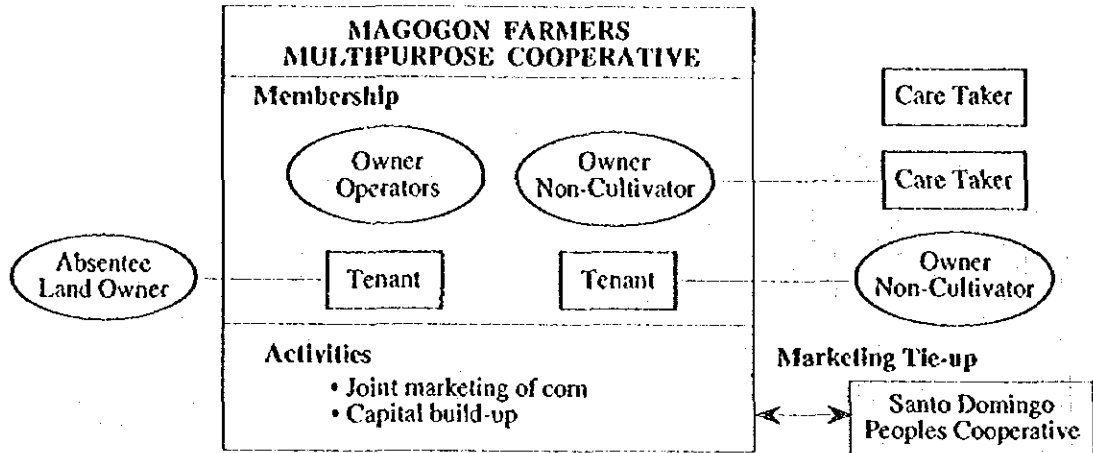 MAGOGON FARMERS
MULTIPURPOSE COOPERATIVE
Membership
Owner
Operators
Owner
Non-Cultivator
Care Taker
Care Taker
Absentee
Land Owner
Tenant
Tenant
Owner
Non-Cultivator
Activities
• Joint marketing of corn
• Capital build-up
Marketing Tie-up
Santo Domingo
Peoples Cooperative